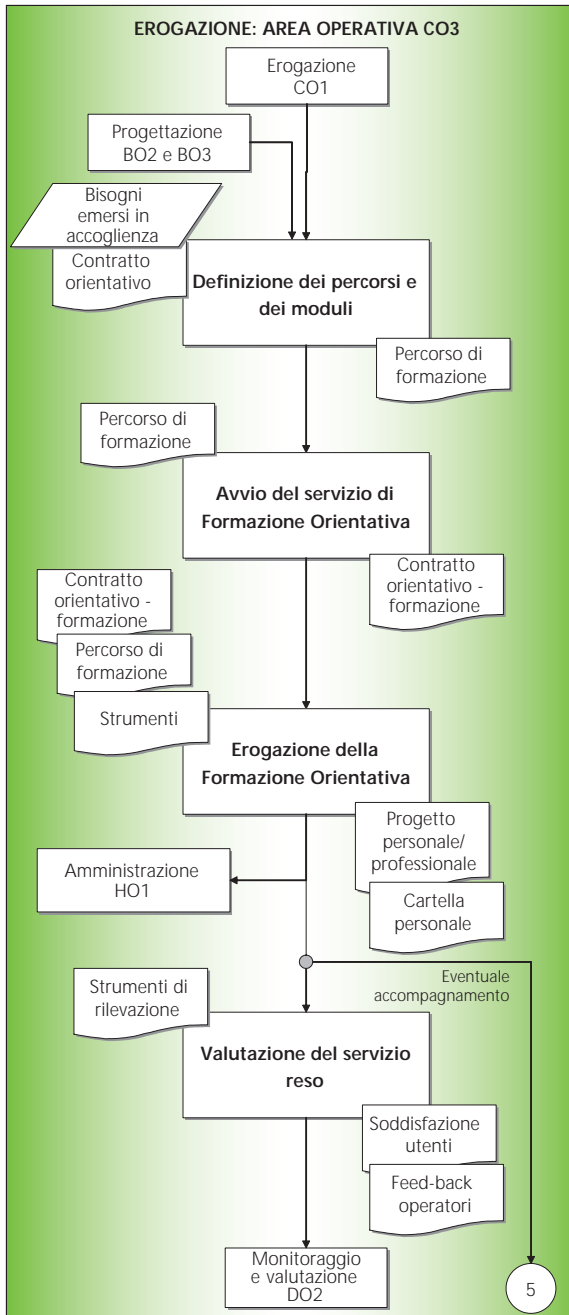 EROGAZIONE: AREA OPERATIVA CO3
Erogazione
CO1
Progettazione
BO2 e BO3
Bisogni
emersi in
accoglienza
Contratto
orientativo
Definizione dei percorsi e
dei moduli
Percorso di
formazione
Percorso di
formazione
Avvio del servizio di
Formazione Orientativa
Contratto
orientativo -
formazione
Contratto
orientativo -
formazione
Percorso di
formazione
Strumenti
Erogazione della
Formazione Orientativa
Progetto
personale/
professionale
Cartella
personale
Amministrazione
HO1
Eventuale
accompagnamento
Strumenti di
rilevazione
Valutazione del servizio
reso
Soddisfazione
utenti
Feed-back
operatori
Monitoraggio
e valutazione
DO2
5